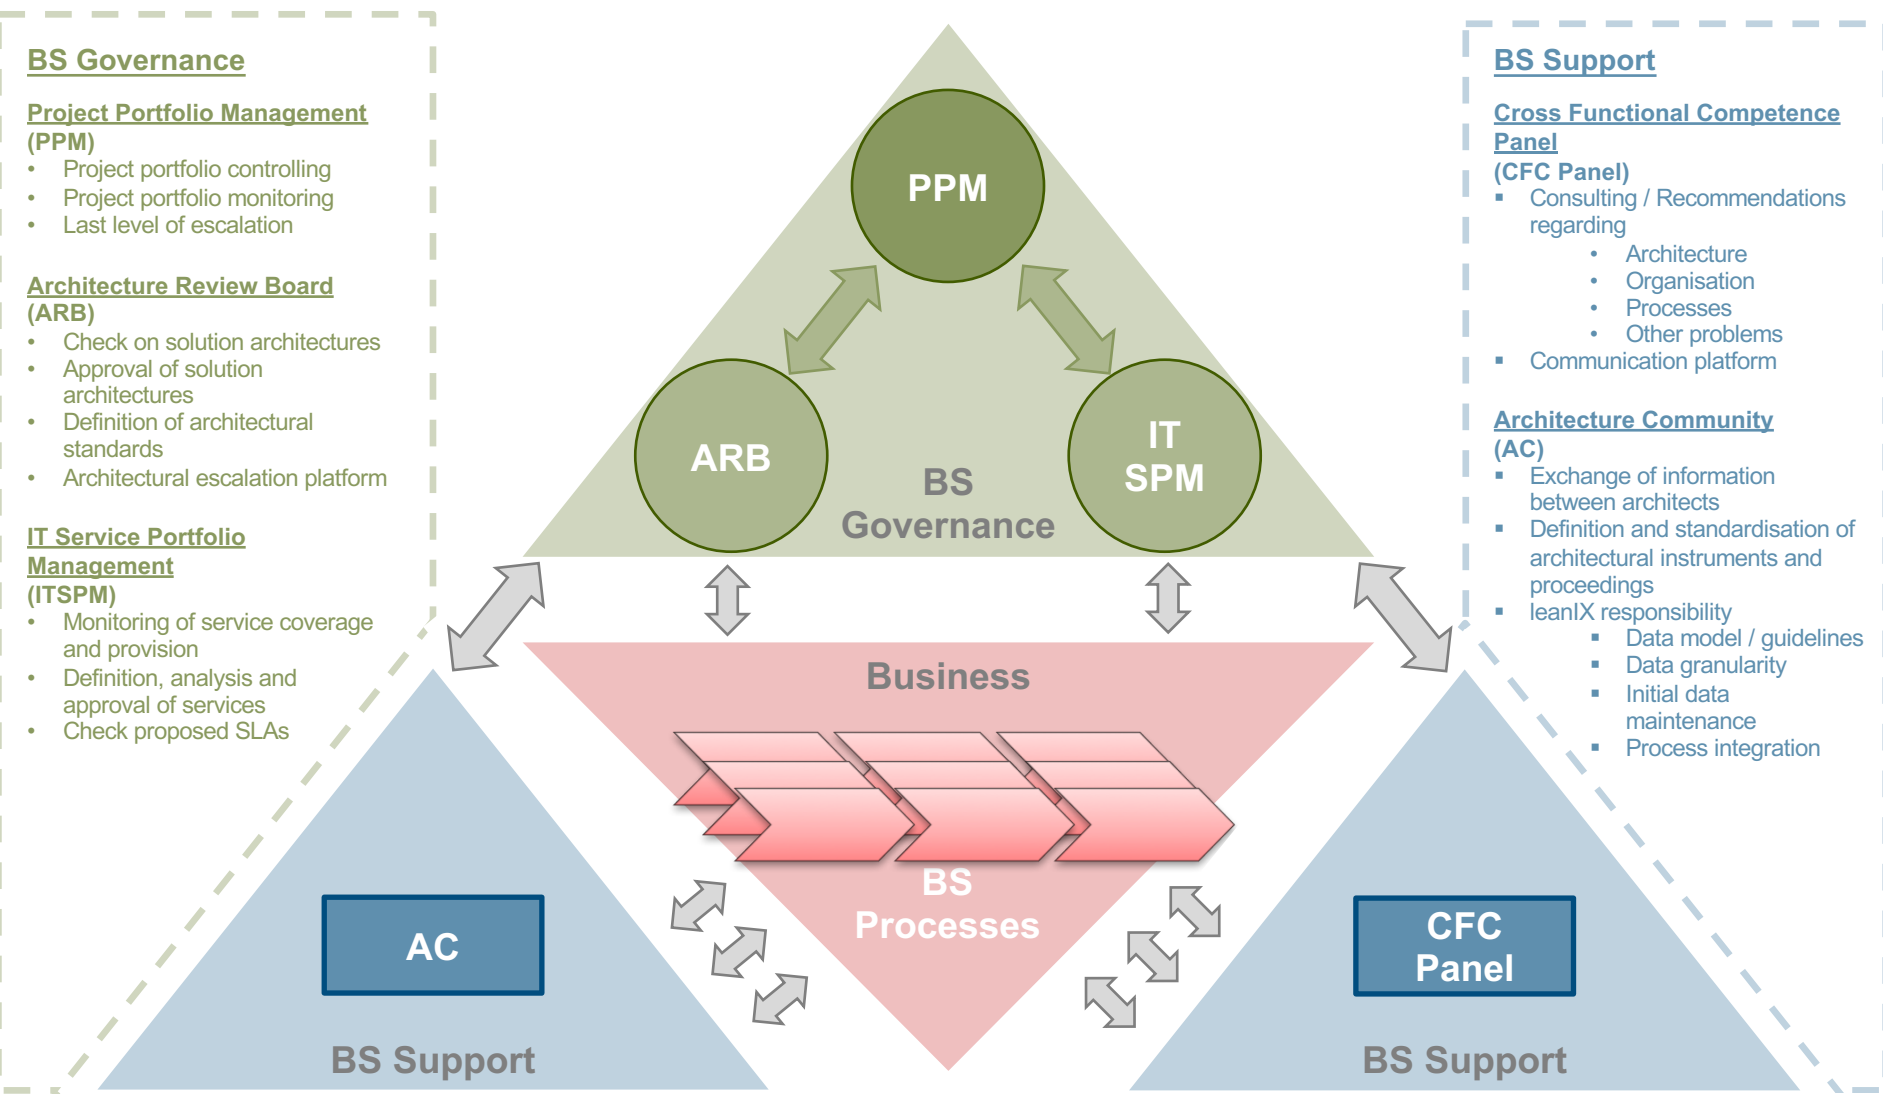 BS Governance
Project Portfolio Management
(PPM)
• Project portfolio controlling
• Project portfolio monitoring
• Last level of escalation
Architecture Review Board
(ARB)
• Check on solution architectures
• Approval of solution
architectures
• Definition of architectural
standards
• Architectural escalation platform
IT Service Portfolio
Management
(ITSPM)
• Monitoring of service coverage
and provision
• Definition, analysis and
approval of services
• Check proposed SLAs
PPM
ARB
IT
SPM
BS
Governance
Business
BS
Processes
AC
BS Support
CFC
Panel
BS Support
BS Support
Cross Functional Competence
Panel
(CFC Panel)
▪ Consulting / Recommendations
regarding
• Architecture
• Organisation
• Processes
• Other problems
▪ Communication platform
Architecture Community
(AC)
▪ Exchange of information
between architects
▪ Definition and standardisation of
architectural instruments and
proceedings
▪ leanIX responsibility
▪ Data model / guidelines
▪ Data granularity
▪ Initial data
maintenance
▪ Process integration